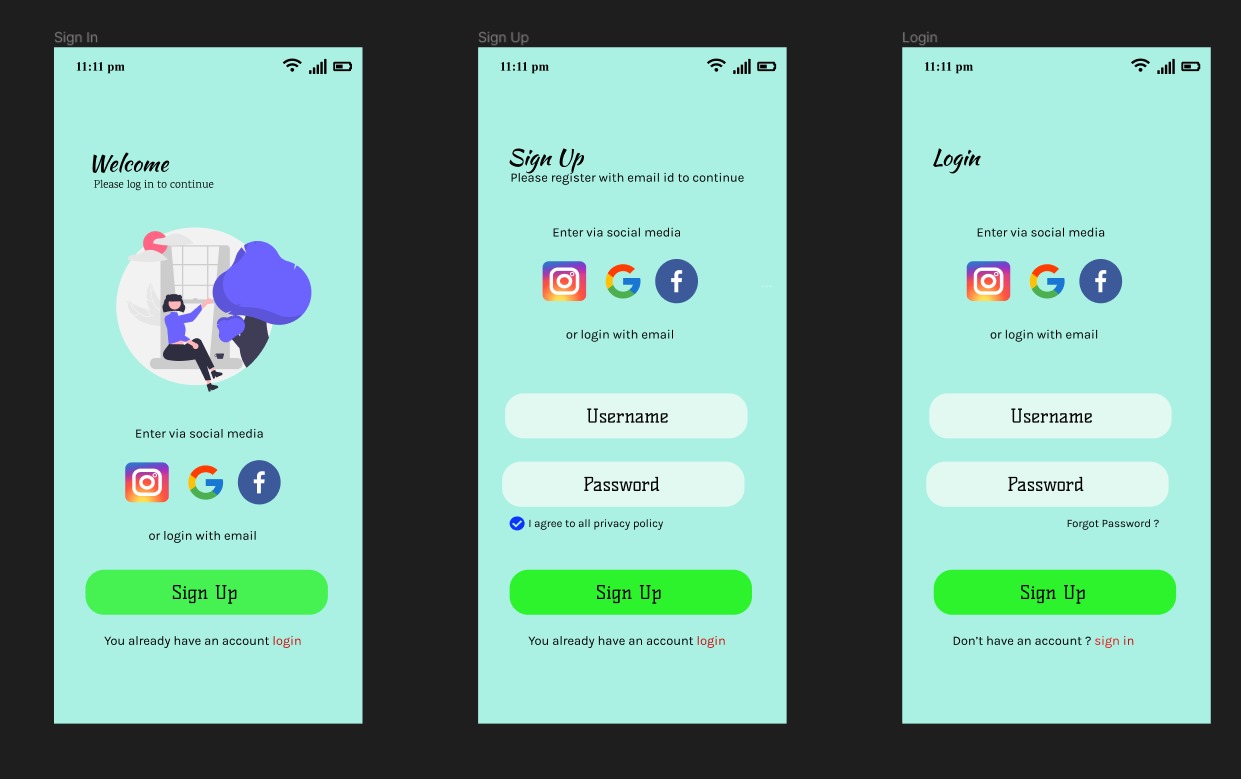 Sign In
11:11 pm
Welcome
Please log in to continue
Enter via social media
or login with email
Sign Up
You already have an account login
Sign Up
11:11 pm
Sign Up
Please register with email id to continue
Enter via social media
...
or login with email
Username
Password
I agree to all privacy policy
Sign Up
You already have an account login
Login
11:11 pm
Login
Enter via social media
or login with email
Username
Password
Forgot Password ?
Sign Up
Don't have an account ? sign in